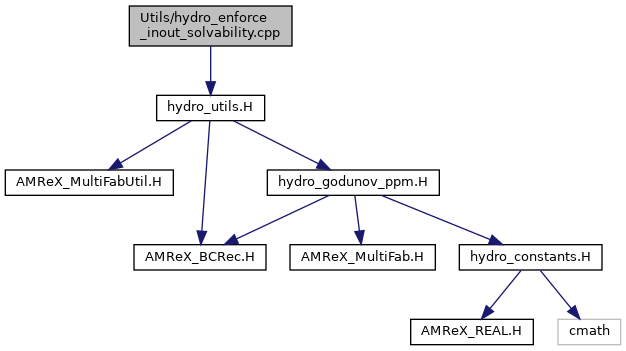 Utils/hydro_enforce
_inout_solvability.cpp
hydro_utils.H
AMReX_MultiFabUtil.H
hydro_godunov_ppm.H
AMReX_BCRec.H
AMReX_MultiFab.H
hydro_constants.H
AMReX_REAL.H
cmath